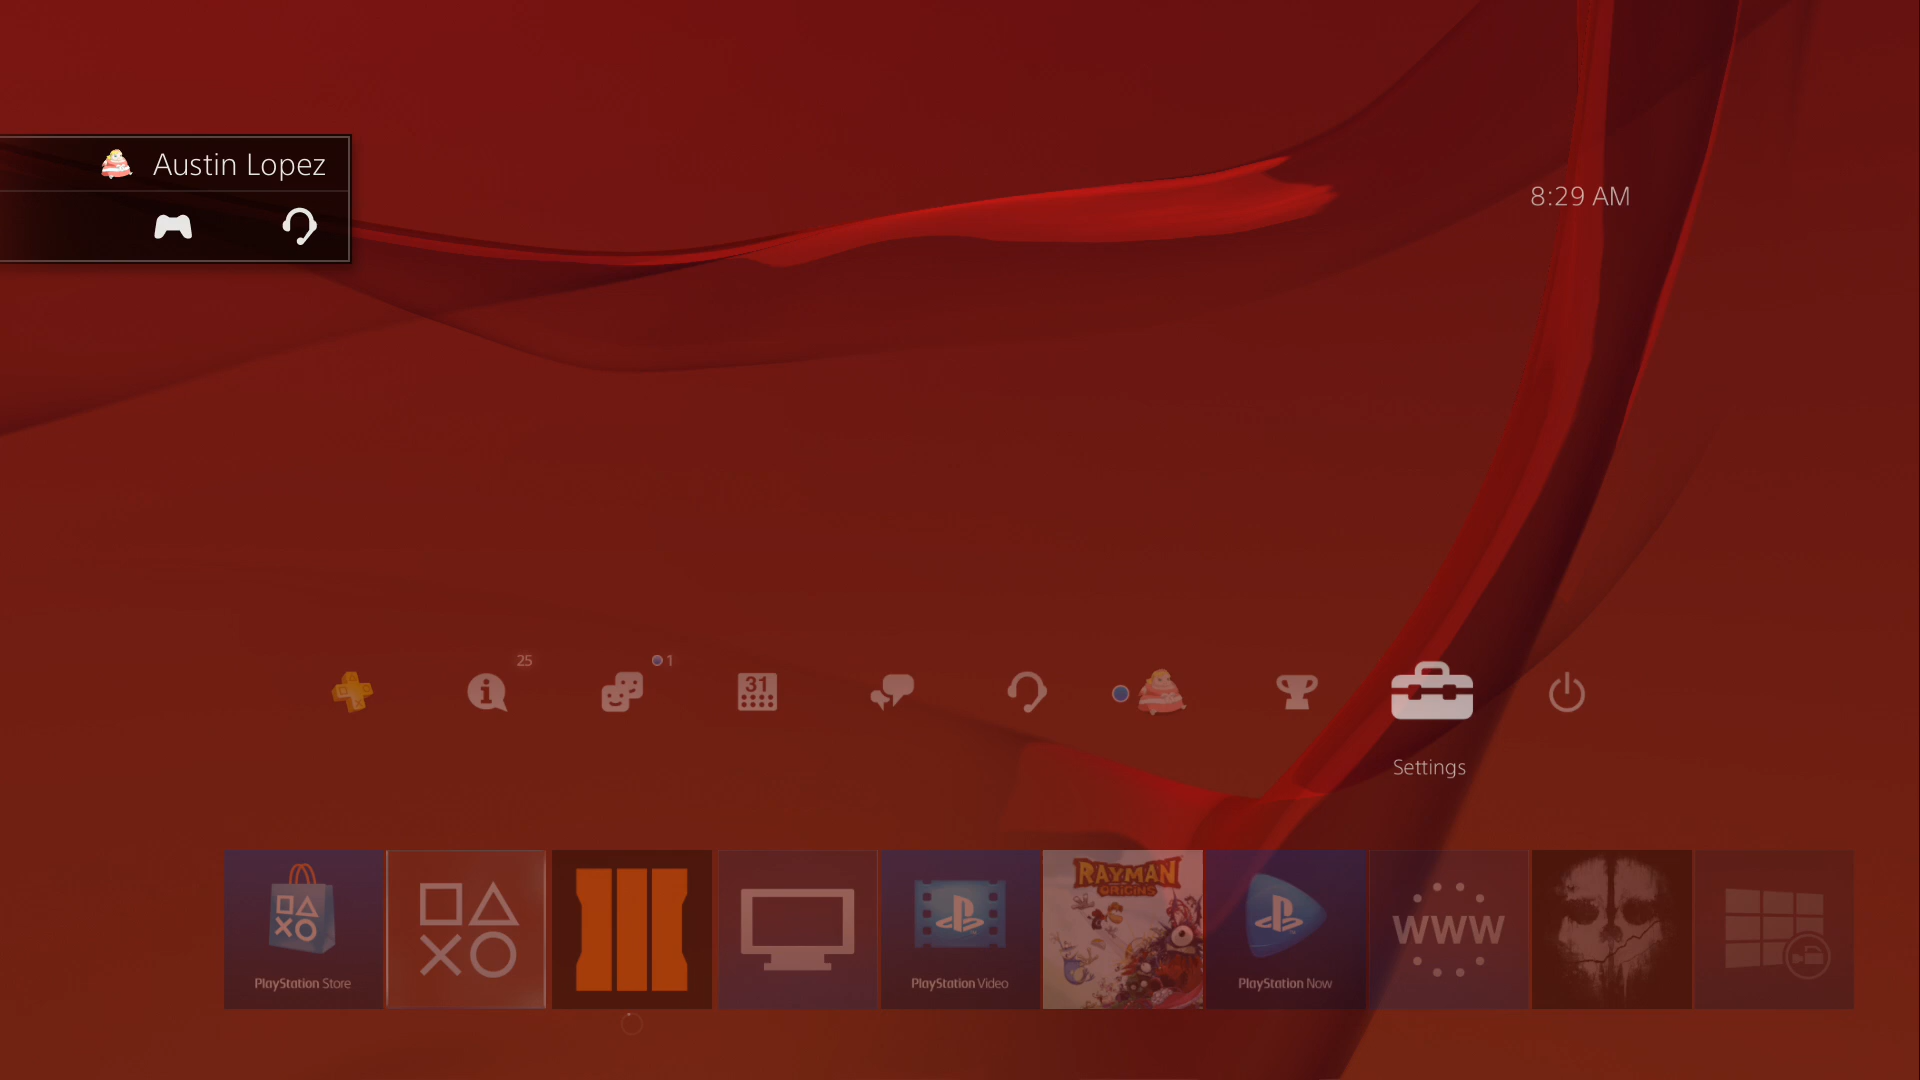 Austin Lopez
8:29 AM
25
1
31
Settings
PlayStation Store
PlayStation Video
RAYMAN
ORIGINS
PlayStation Now
WWW